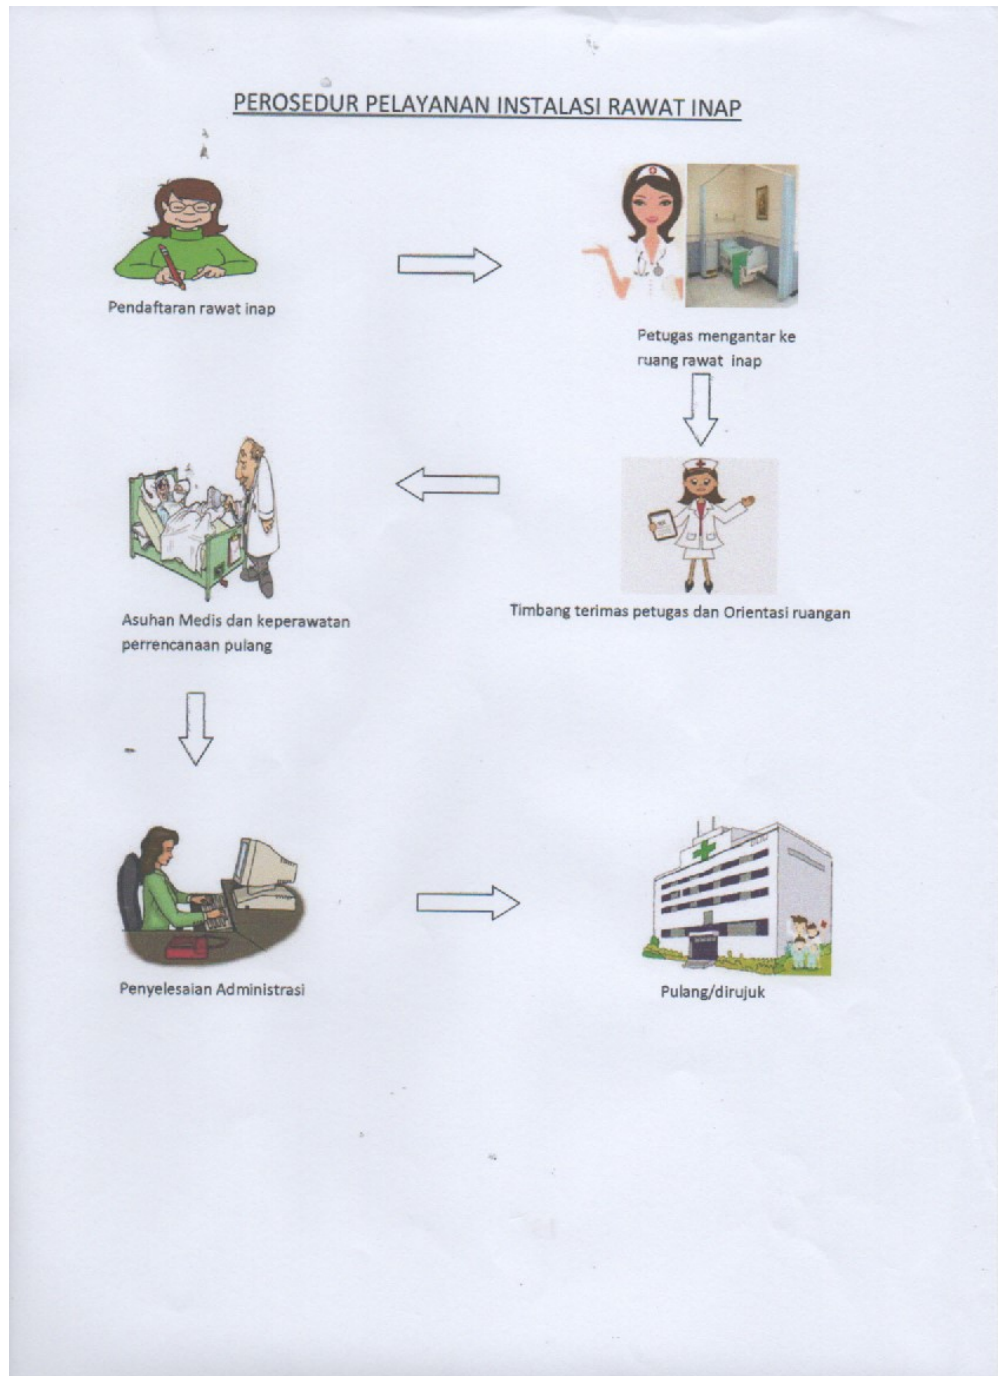 PEROSEDUR PELAYANAN INSTALASI RAWAT INAP
Pendaftaran rawat inap
Petugas mengantar ke
ruang rawat inap
Timbang terimas petugas dan Orientasi ruangan
Asuhan Medis dan keperawatan
perrencanaan pulang
Penyelesaian Administrasi
Pulang/dirujuk